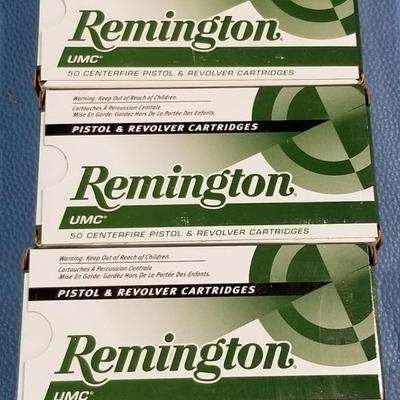 Remington®
UMC®
50 CENTERFIRE PISTOL & REVOLVER CARTRIDGES
Warning: Keep Out of Reach of Children.
Cartouches À Percussion Centrale
Mise En Garde: Gardez Hors De La Portée Des Enfants.
PISTOL & REVOLVER CARTRIDGES
Remington®
UMC®
50 CENTERFIRE PISTOL & REVOLVER CARTRIDGES
Warning: Keep Out of Reach of Children.
Cartouches À Percussion Centrale
Mise En Garde: Gardez Hors De La Portée Des Enfants.
PISTOL & REVOLVER CARTRIDGES
Remington®
UMC®